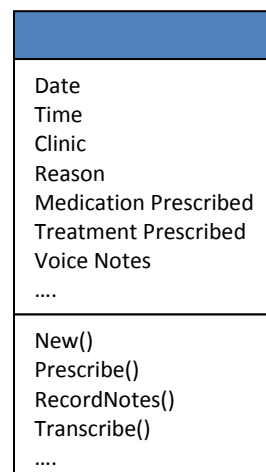 Date
Time
Clinic
Reason
Medication Prescribed
Treatment Prescribed
Voice Notes
....
New()
Prescribe()
RecordNotes()
Transcribe()
....